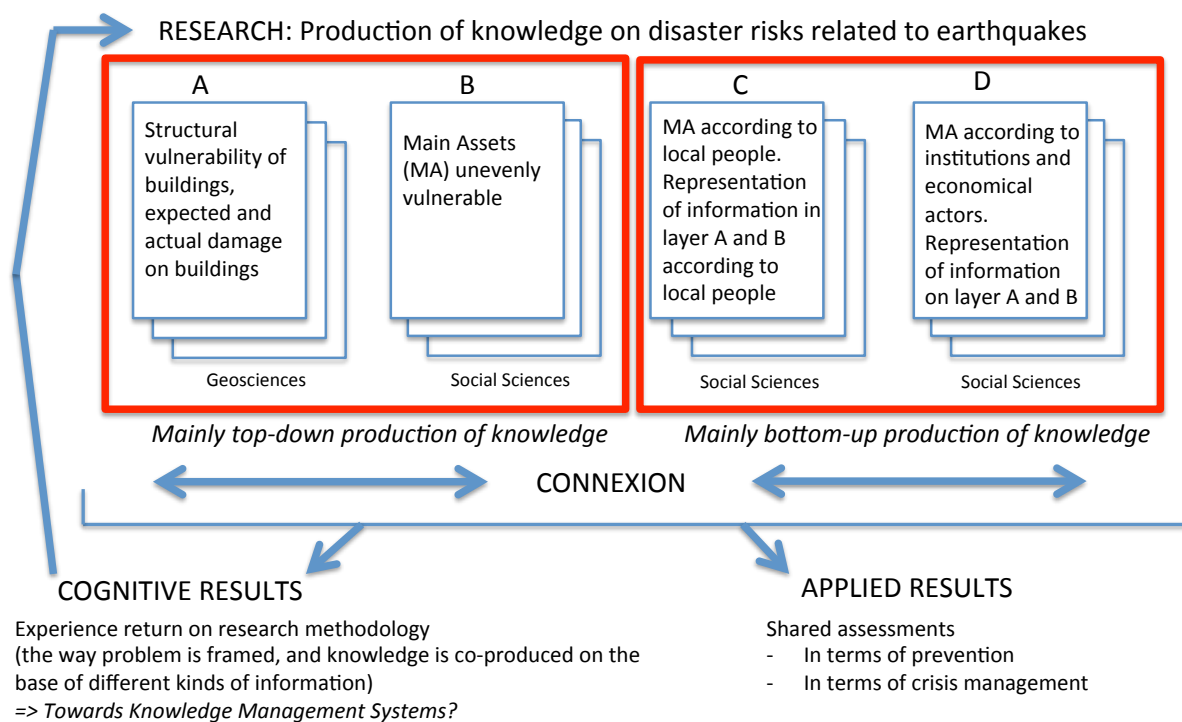 RESEARCH: Production of knowledge on disaster risks related to earthquakes
A
Structural
vulnerability of
buildings,
expected and
actual damage
on buildings
Geosciences
B
Main Assets
(MA) unevenly
vulnerable
Social Sciences
C
MA according to
local people.
Representation
of information in
layer A and B
according to
local people
Social Sciences
D
MA according to
institutions and
economical
actors.
Representation
of information
on layer A and B
Social Sciences
Mainly top-down production of knowledge
Mainly bottom-up production of knowledge
CONNEXION
COGNITIVE RESULTS
Experience return on research methodology
(the way problem is framed, and knowledge is co-produced on the
base of different kinds of information)
=> Towards Knowledge Management Systems?
APPLIED RESULTS
Shared assessments
- In terms of prevention
- In terms of crisis management